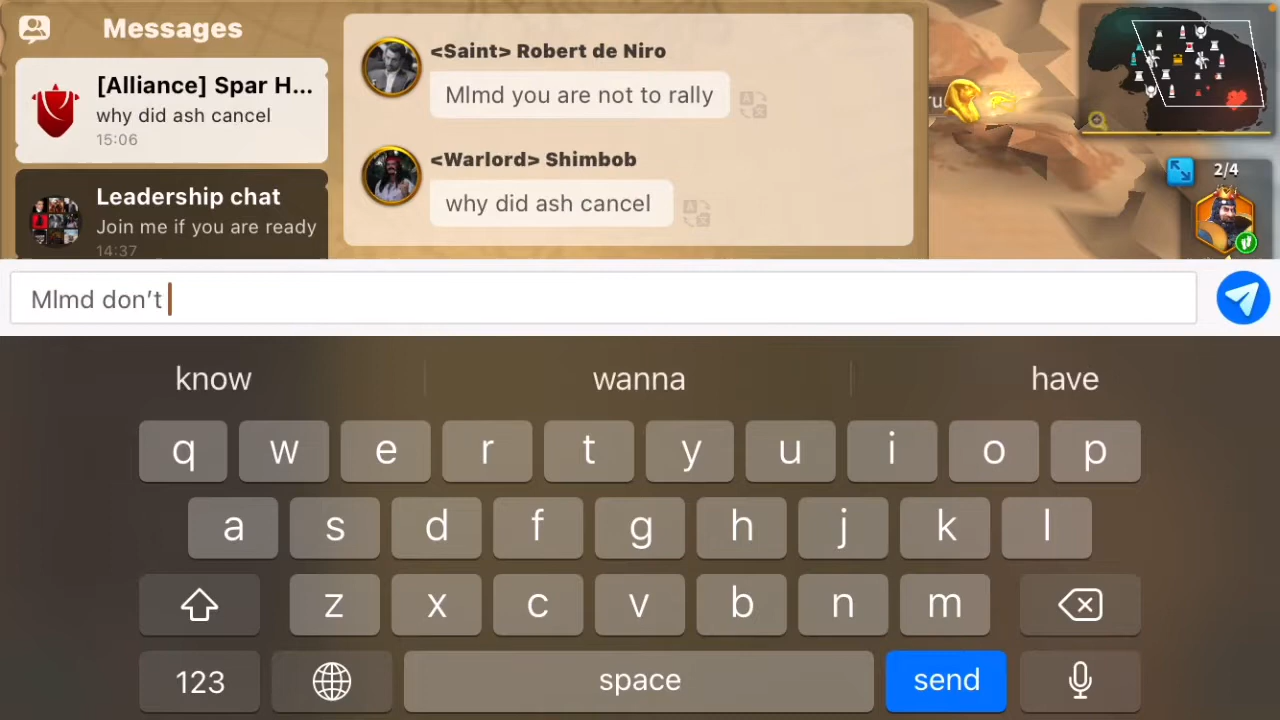 Messages
[Alliance] Spar H...
why did ash cancel
15:06
Leadership chat
Join me if you are ready
14:37
<Saint> Robert de Niro
Mlmd you are not to rally
<Warlord> Shimbob
why did ash cancel
ru
2/4
Mlmd don't
know wanna have
q w e r t y u i o p
a s d f g h j k l
z x c v b n m
123 space send